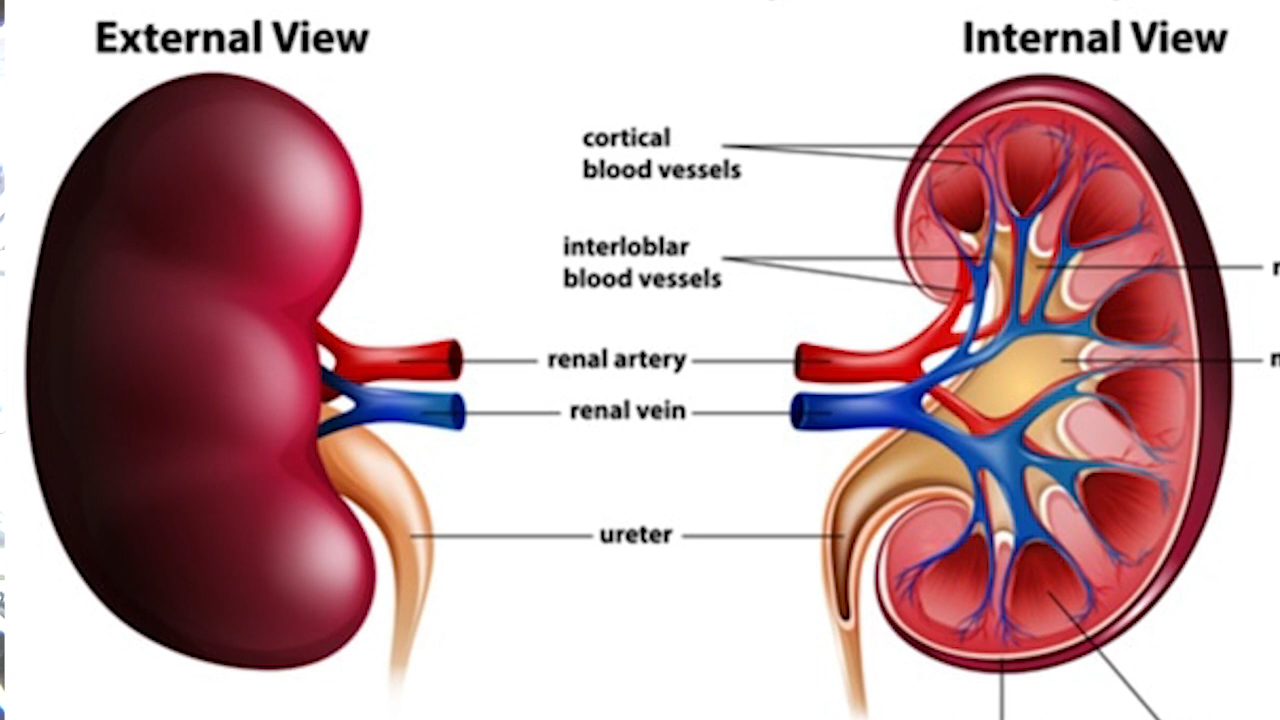 External View
Internal View
cortical
blood vessels
interloblar
blood vessels
renal artery
renal vein
ureter